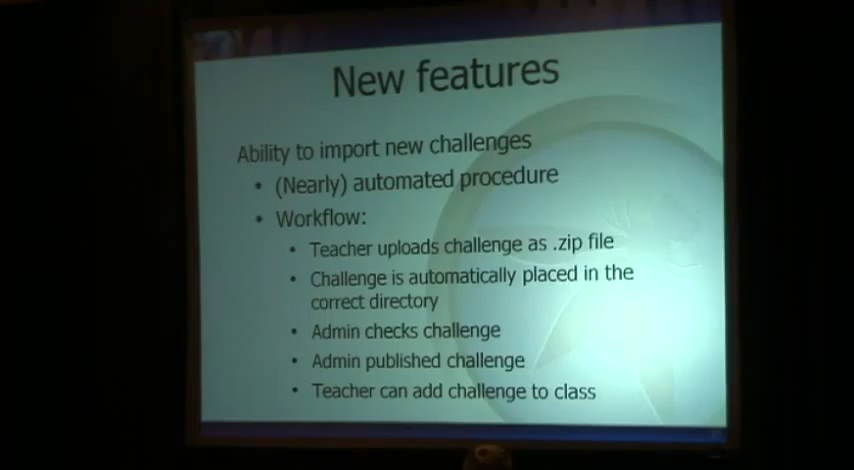 New features
Ability to import new challenges
• (Nearly) automated procedure
• Workflow:
• Teacher uploads challenge as .zip file
• Challenge is automatically placed in the
correct directory
• Admin checks challenge
• Admin published challenge
• Teacher can add challenge to class